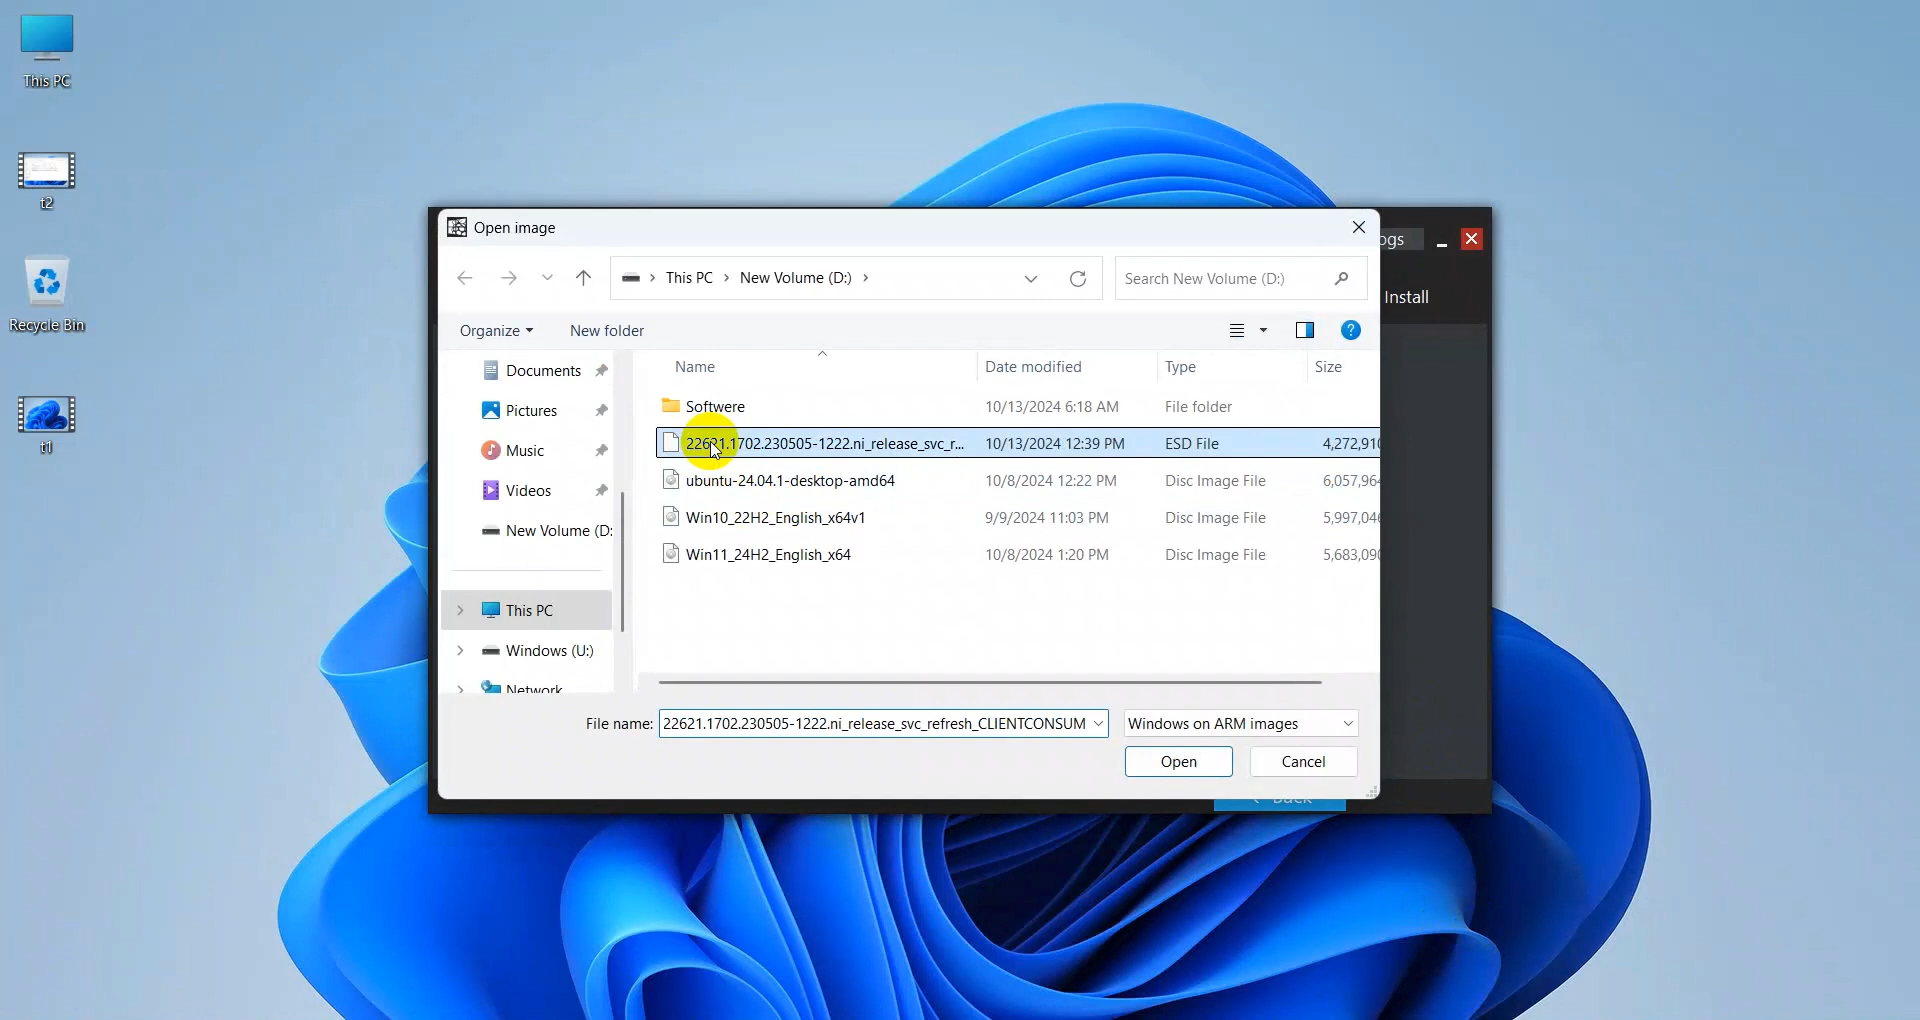 This PC
t2
Recycle Bin
t1
Open image
ogs
This PC
New Volume (D:)
Search New Volume (D:)
Install
Organize
New folder
Name
Date modified
Type
Size
Documents
Pictures
Music
Videos
New Volume (D:
This PC
Windows (U:)
Network
Softwere 10/13/2024 6:18 AM File folder
22621.1702.230505-1222.ni_release_svc_r... 10/13/2024 12:39 PM ESD File 4,272,910
ubuntu-24.04.1-desktop-amd64 10/8/2024 12:22 PM Disc Image File 6,057,964
Win10_22H2_English_x64v1 9/9/2024 11:03 PM Disc Image File 5,997,046
Win11_24H2_English_x64 10/8/2024 1:20 PM Disc Image File 5,683,090
File name: 22621.1702.230505-1222.ni_release_svc_refresh_CLIENTCONSUM
Windows on ARM images
Open
Cancel
Back